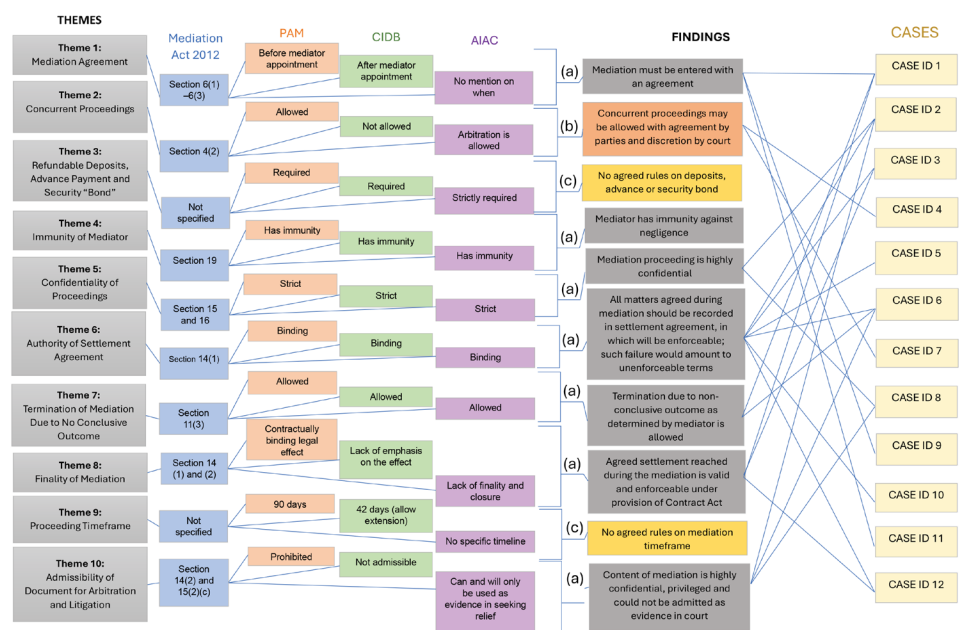 THEMES
Mediation
Act 2012
PAM
CIDB
AIAC
FINDINGS
CASES
Theme 1:
Mediation Agreement
Section 6(1)
–6(3)
Before mediator
appointment
After mediator
appointment
No mention on
when
(a)
Mediation must be entered with
an agreement
Theme 2:
Concurrent Proceedings
Section 4(2)
Allowed
Not allowed
Arbitration is
allowed
(b)
Concurrent proceedings may
be allowed with agreement by
parties and discretion by court
Theme 3:
Refundable Deposits,
Advance Payment and
Security “Bond”
Not
specified
Required
Required
Strictly required
(c)
No agreed rules on deposits,
advance or security bond
Theme 4:
Immunity of Mediator
Section 19
Has immunity
Has immunity
Has immunity
(a)
Mediator has immunity against
negligence
Theme 5:
Confidentiality of
Proceedings
Section 15
and 16
Strict
Strict
Strict
(a)
Mediation proceeding is highly
confidential
Theme 6:
Authority of Settlement
Agreement
Section 14(1)
Binding
Binding
Binding
(a)
All matters agreed during
mediation should be recorded
in settlement agreement, in
which will be enforceable;
such failure would amount to
unenforceable terms
Theme 7:
Termination of Mediation
Due to No Conclusive
Outcome
Section
11(3)
Allowed
Allowed
Allowed
(a)
Termination due to non-
conclusive outcome as
determined by mediator is
allowed
Theme 8:
Finality of Mediation
Section 14
(1) and (2)
Contractually
binding legal
effect
Lack of emphasis
on the effect
Lack of finality and
closure
(a)
Agreed settlement reached
during the mediation is valid
and enforceable under
provision of Contract Act
Theme 9:
Proceeding Timeframe
Not
specified
90 days
42 days (allow
extension)
No specific timeline
(c)
No agreed rules on mediation
timeframe
Theme 10:
Admissibility of
Document for Arbitration
and Litigation
Section
14(2) and
15(2)(c)
Prohibited
Not admissible
Can and will only
be used as
evidence in seeking
relief
(a)
Content of mediation is highly
confidential, privileged and
could not be admitted as
evidence in court
CASE ID 1
CASE ID 2
CASE ID 3
CASE ID 4
CASE ID 5
CASE ID 6
CASE ID 7
CASE ID 8
CASE ID 9
CASE ID 10
CASE ID 11
CASE ID 12